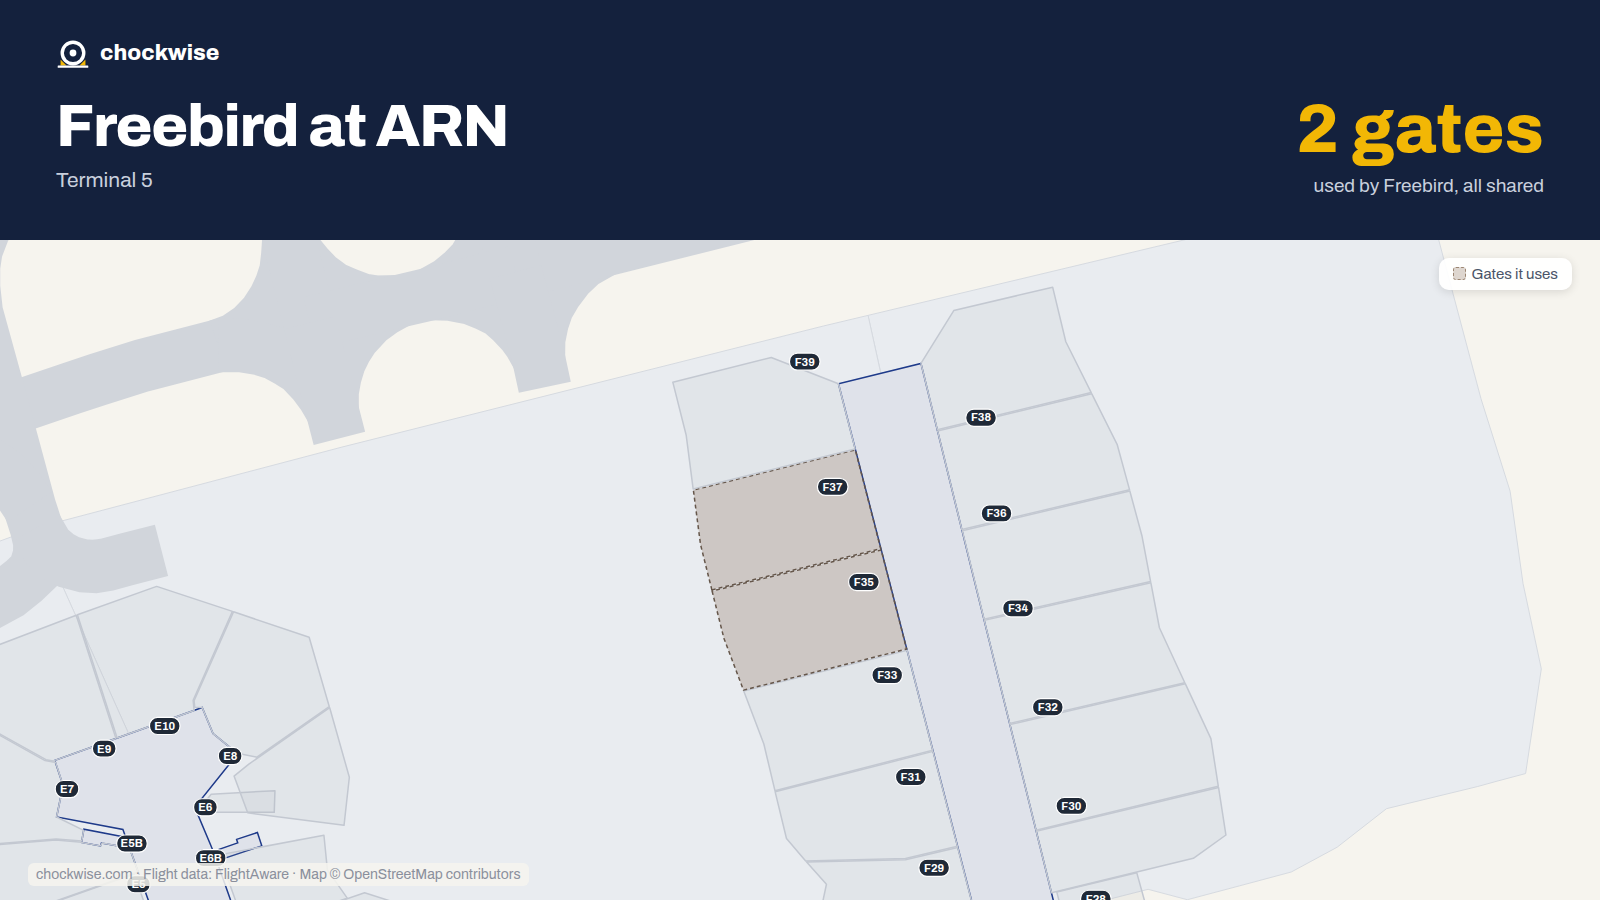 chockwise
Freebird at ARN
Terminal 5
2 gates
used by Freebird, all shared
Gates it uses
F39
F38
F37
F36
F35
F34
F33
F32
F31
F30
F29
F28
E10
E9
E8
E7
E6
E5B
E6B
chockwise.com · Flight data: FlightAware · Map © OpenStreetMap contributors